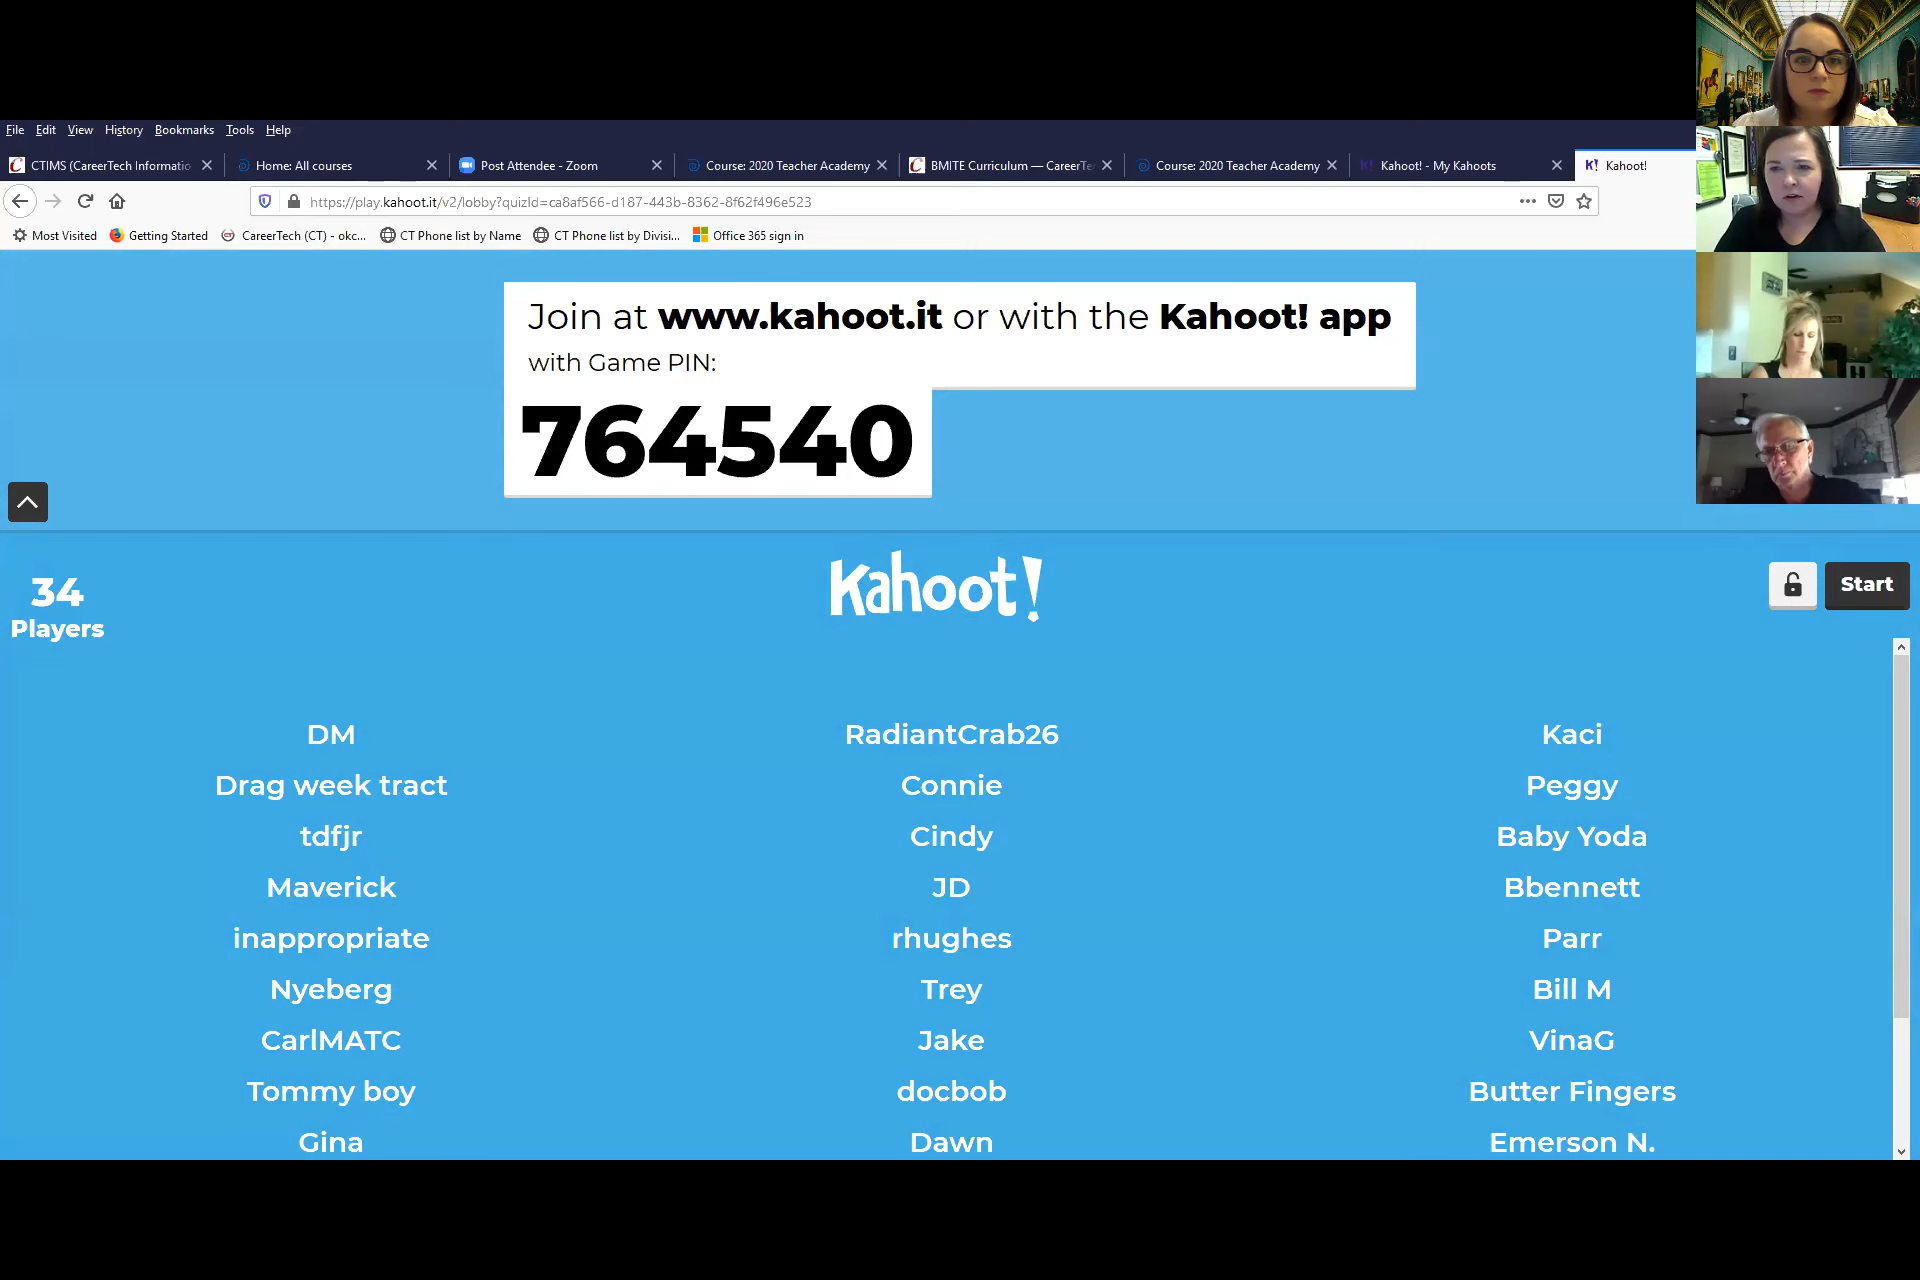 File Edit View History Bookmarks Tools Help
CTIMS (CareerTech Informatio Home: All courses Post Attendee - Zoom Course: 2020 Teacher Academy BMITE Curriculum — CareerTe Course: 2020 Teacher Academy Kahoot! - My Kahoots K! Kahoot!
https://play.kahoot.it/v2/lobby?quizId=ca8af566-d187-443b-8362-8f62f496e523
Most Visited Getting Started CareerTech (CT) - okc... CT Phone list by Name CT Phone list by Divisi... Office 365 sign in
Join at www.kahoot.it or with the Kahoot! app
with Game PIN:
764540
34
Players
Kahoot!
Start
DM RadiantCrab26 Kaci
Drag week tract Connie Peggy
tdfjr Cindy Baby Yoda
Maverick JD Bbennett
inappropriate rhughes Parr
Nyeberg Trey Bill M
CarlMATC Jake VinaG
Tommy boy docbob Butter Fingers
Gina Dawn Emerson N.